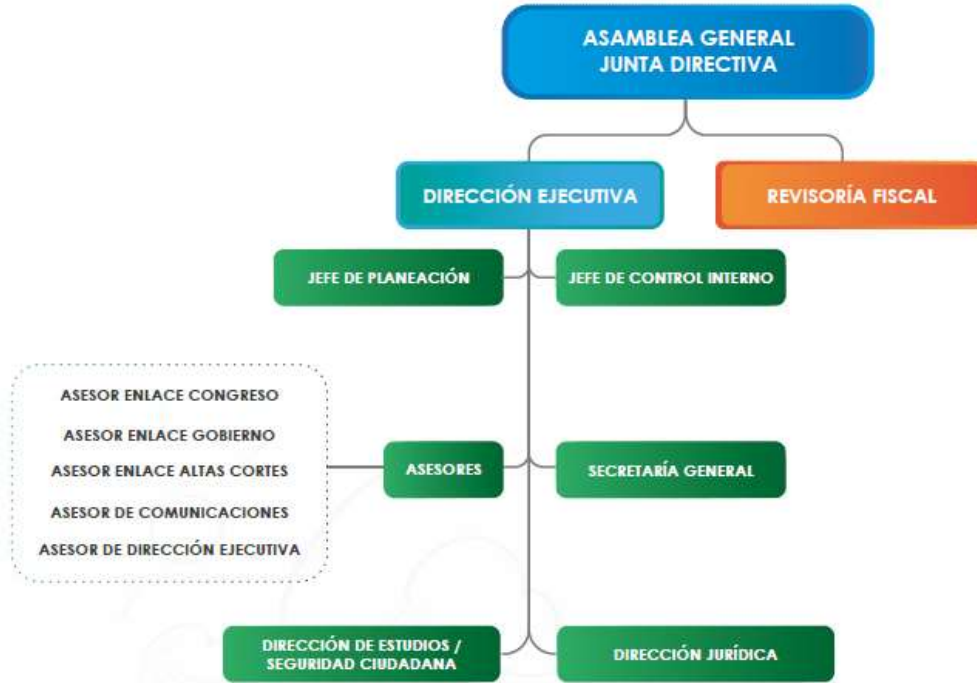 ASAMBLEA GENERAL
JUNTA DIRECTIVA
DIRECCIÓN EJECUTIVA
REVISORÍA FISCAL
JEFE DE PLANEACIÓN
JEFE DE CONTROL INTERNO
ASESOR ENLACE CONGRESO
ASESOR ENLACE GOBIERNO
ASESOR ENLACE ALTAS CORTES
ASESOR DE COMUNICACIONES
ASESOR DE DIRECCIÓN EJECUTIVA
ASESORES
SECRETARÍA GENERAL
DIRECCIÓN DE ESTUDIOS /
SEGURIDAD CIUDADANA
DIRECCIÓN JURÍDICA